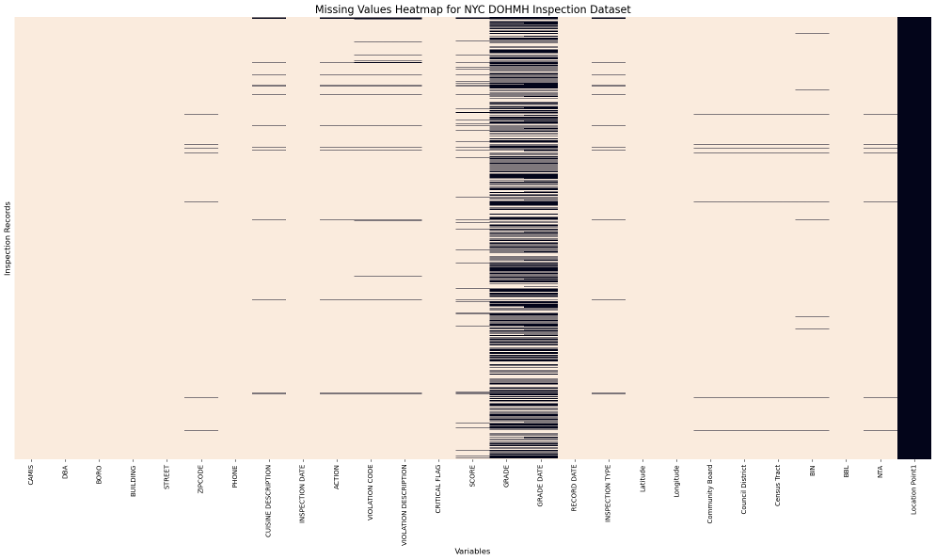 Missing Values Heatmap for NYC DOHMH Inspection Dataset
Inspection Records
CAMIS
DBA
BORO
BUILDING
STREET
ZIPCODE
PHONE
CUISINE DESCRIPTION
INSPECTION DATE
ACTION
VIOLATION CODE
VIOLATION DESCRIPTION
CRITICAL FLAG
SCORE
GRADE
GRADE DATE
RECORD DATE
INSPECTION TYPE
Latitude
Longitude
Community Board
Council District
Census Tract
BIN
BBL
NTA
Location Point1
Variables